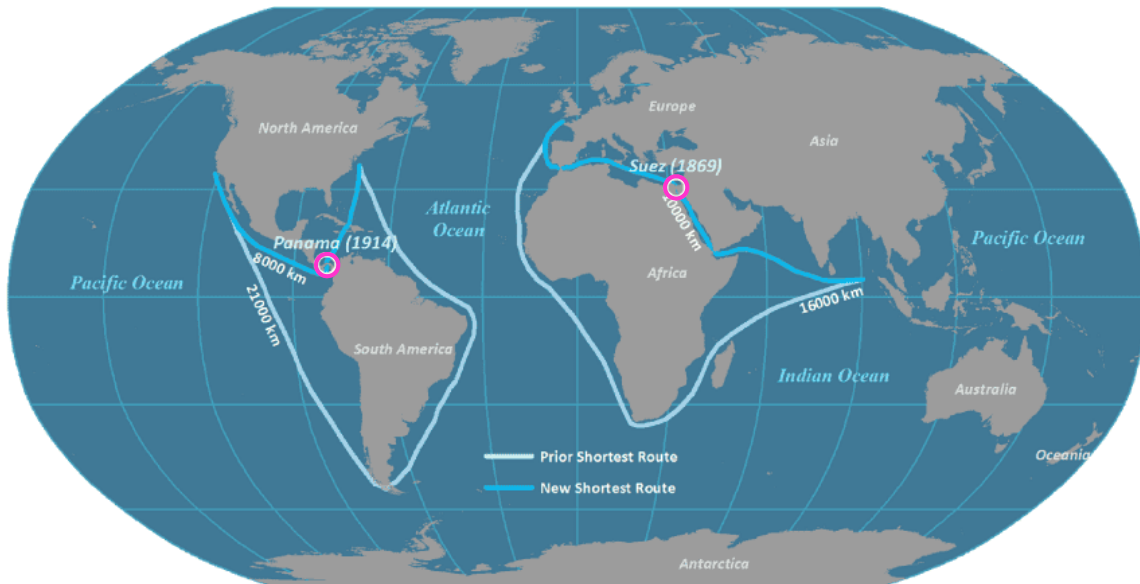 North America
Europe
Asia
Suez (1869)
10000 km
Atlantic
Ocean
Panama (1914)
8000 km
Pacific Ocean
Pacific Ocean
Africa
21000 km
16000 km
South America
Indian Ocean
Australia
Prior Shortest Route
Oceania
New Shortest Route
Antarctica